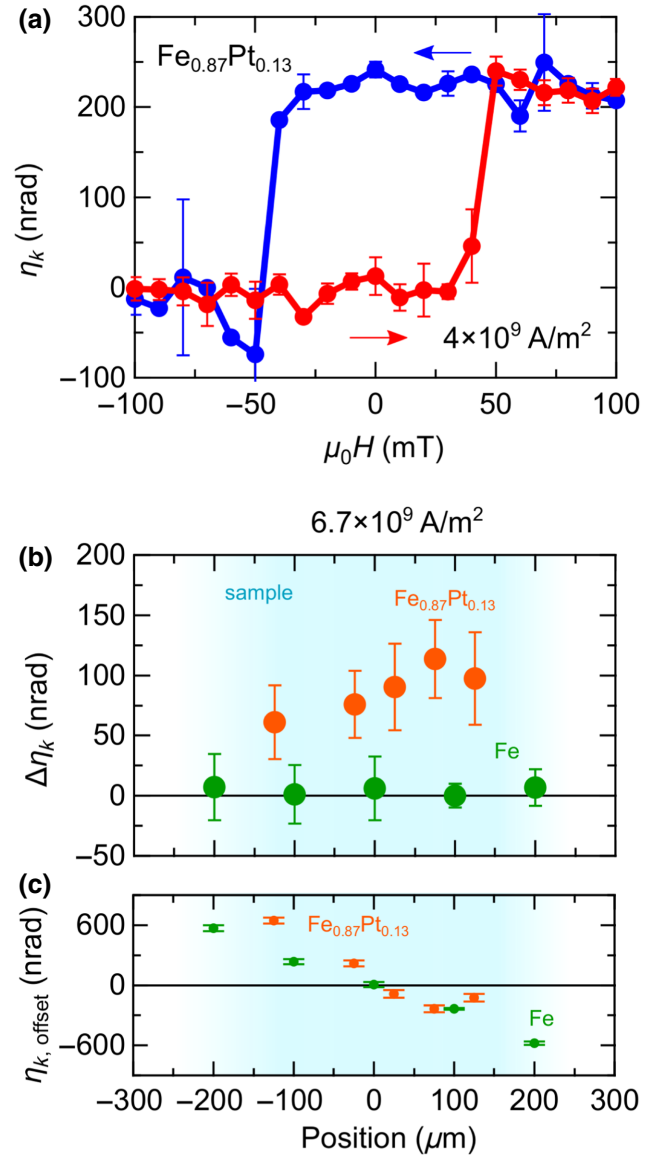 (a)
300
200
100
0
−100
ηk (nrad)
Fe0.87Pt0.13
4×10⁹ A/m²
−100 −50 0 50 100
μ0H (mT)
6.7×10⁹ A/m²
(b)
200
150
100
50
0
−50
Δηk (nrad)
sample
Fe0.87Pt0.13
Fe
(c)
600
0
−600
ηk, offset (nrad)
Fe0.87Pt0.13
Fe
−300 −200 −100 0 100 200 300
Position (μm)